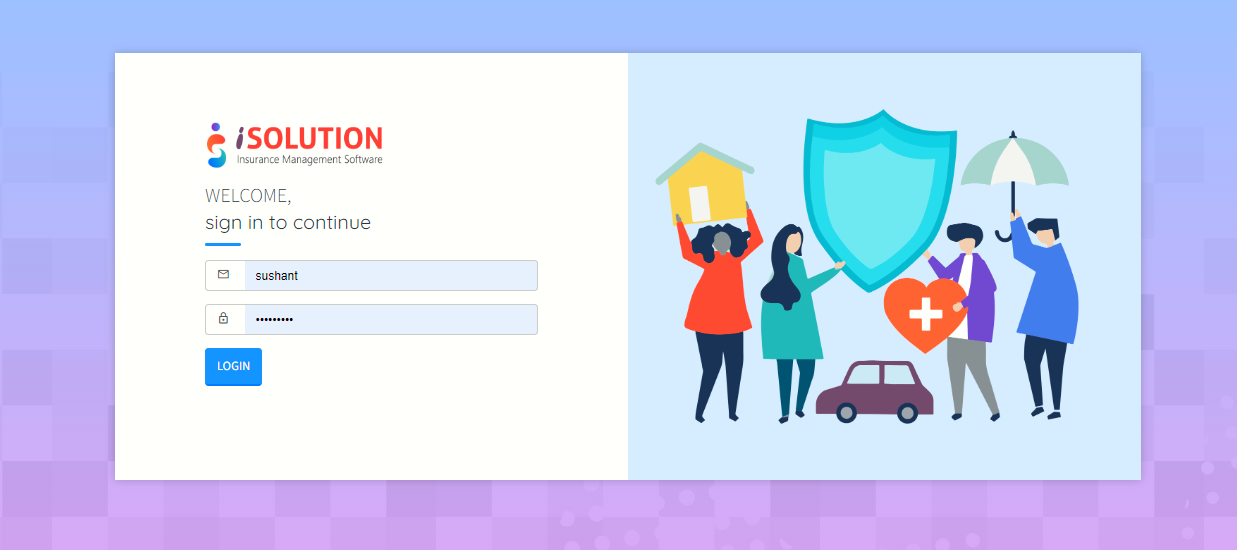 iSOLUTION
Insurance Management Software
WELCOME,
sign in to continue
sushant
•••••••••
LOGIN